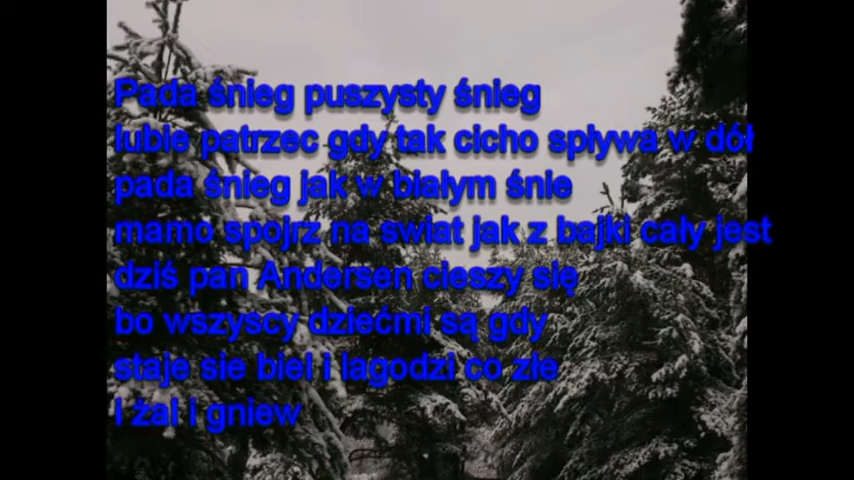 Pada śnieg puszysty śnieg
lubie patrzec gdy tak cicho spływa w dół
pada śnieg jak w białym śnie
mamo spojrz na swiat jak z bajki cały jest
dziś pan Andersen cieszy się
bo wszyscy dziećmi są gdy
staje sie biel i lagodzi co złe
I żal i gniew